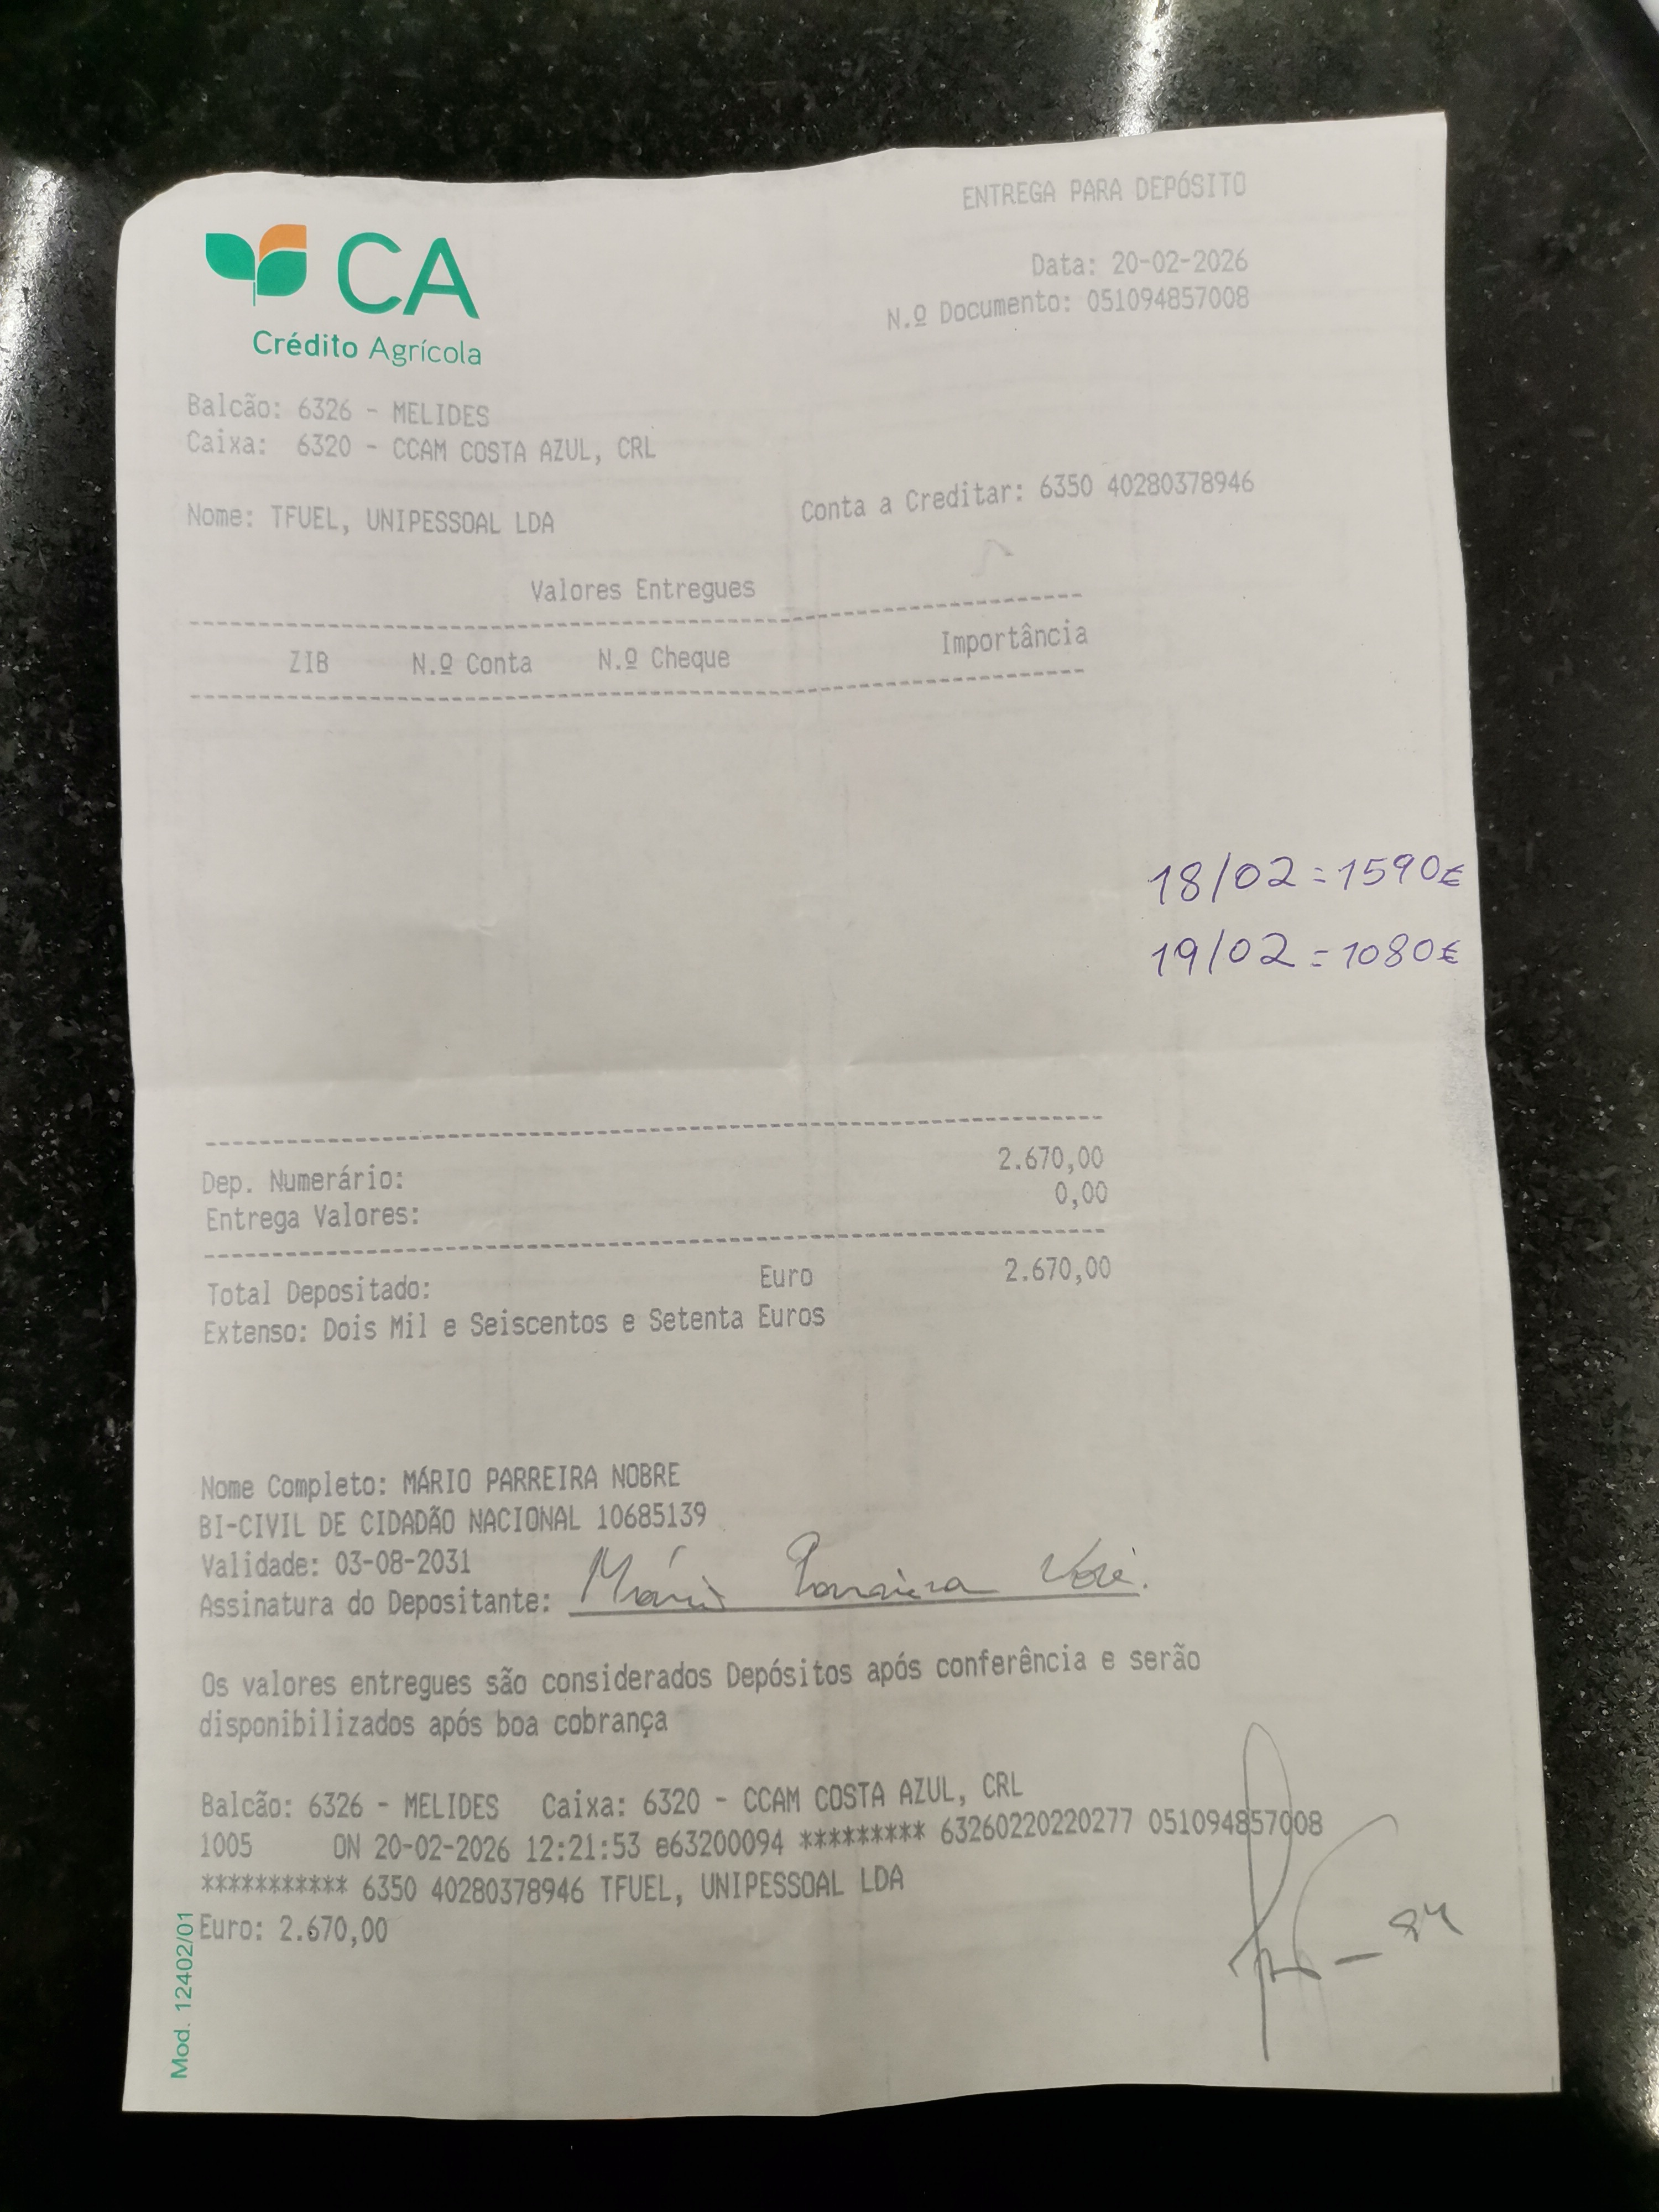 ENTREGA PARA DEPÓSITO
CA
Crédito Agrícola
Data: 20-02-2026
N.º Documento: 051094857008
Balcão: 6326 - MELIDES
Caixa: 6320 - CCAM COSTA AZUL, CRL
Nome: TFUEL, UNIPESSOAL LDA Conta a Creditar: 6350 40280378946
Valores Entregues
ZIB N.º Conta N.º Cheque Importância
18/02 = 1590€
19/02 = 1080€
Dep. Numerário: 2.670,00
Entrega Valores: 0,00
Total Depositado: Euro 2.670,00
Extenso: Dois Mil e Seiscentos e Setenta Euros
Nome Completo: MÁRIO PARREIRA NOBRE
BI-CIVIL DE CIDADÃO NACIONAL 10685139
Validade: 03-08-2031
Assinatura do Depositante: Mário Parreira
Os valores entregues são considerados Depósitos após conferência e serão
disponibilizados após boa cobrança
Balcão: 6326 - MELIDES Caixa: 6320 - CCAM COSTA AZUL, CRL
1005 ON 20-02-2026 12:21:53 e63200094 ********* 63260220220277 051094857008
*********** 6350 40280378946 TFUEL, UNIPESSOAL LDA
Euro: 2.670,00
Mod. 12402/01